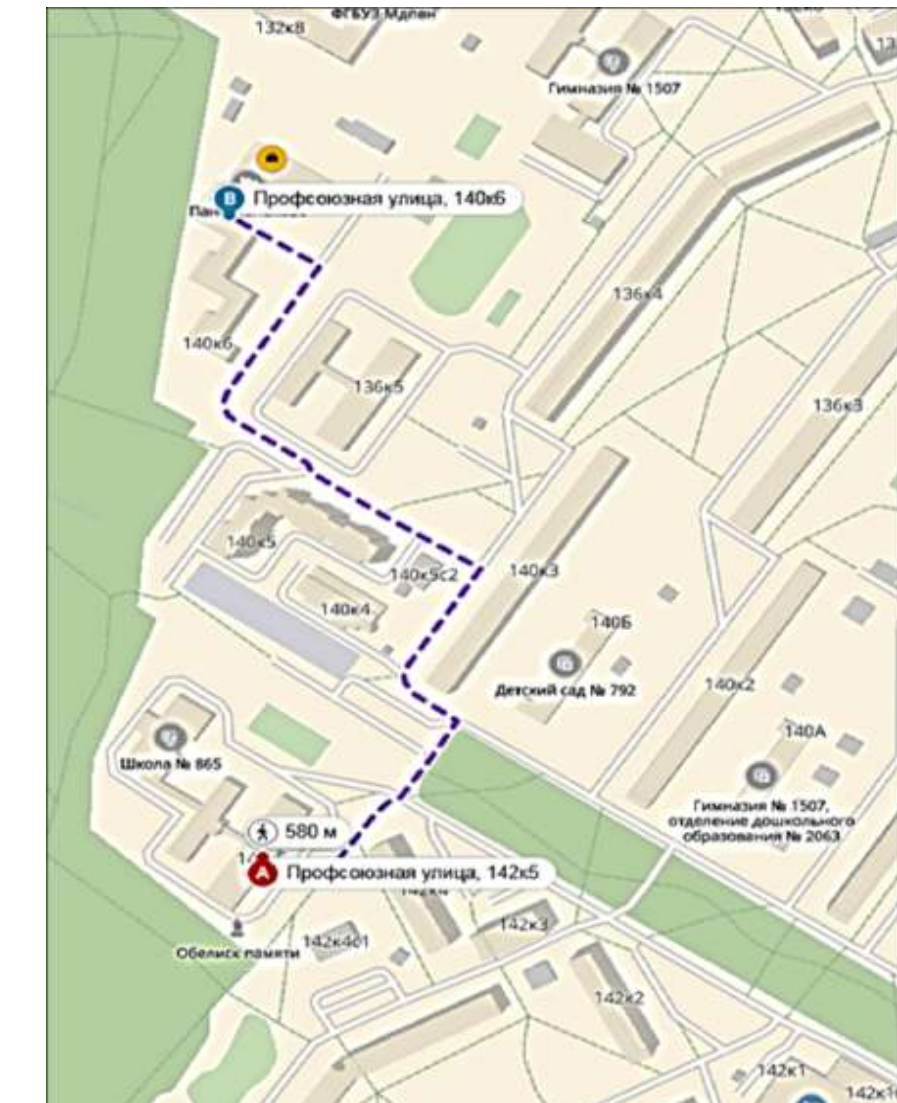 ФГБУЗ Мдпвн
132к8
Гимназия № 1507
B
Профсоюзная улица, 140к6
136к4
140к6
136к5
136к3
140к5
140к5с2
140к3
140к4
140Б
Детский сад № 792
140к2
140А
Школа № 865
Гимназия № 1507,
отделение дошкольного
образования № 2063
580 м
A
Профсоюзная улица, 142к5
142к3
142к4с1
Обелиск памяти
142к2
142к1